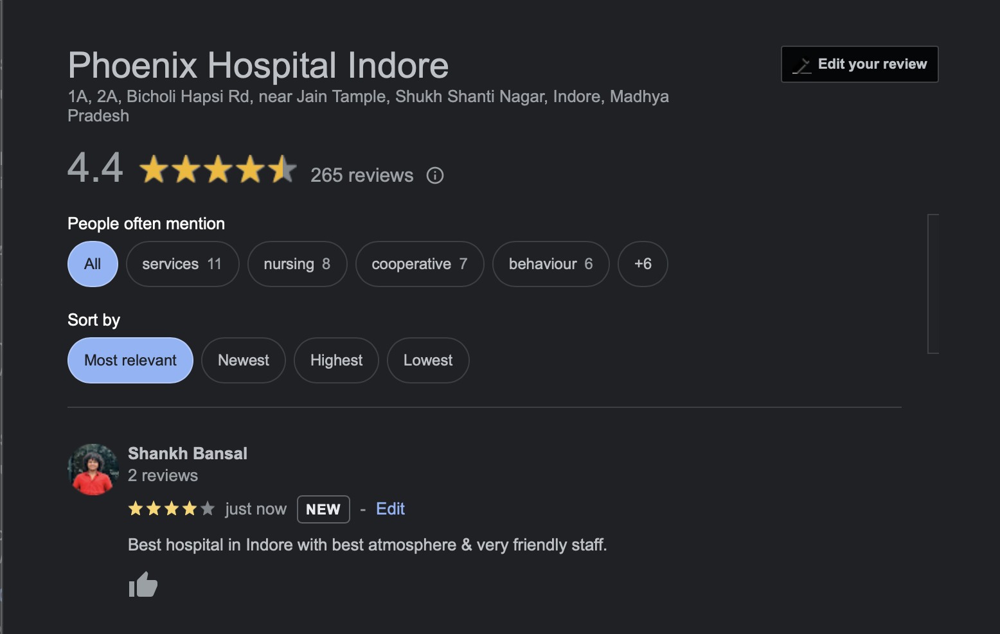 Phoenix Hospital Indore
Edit your review
1A, 2A, Bicholi Hapsi Rd, near Jain Tample, Shukh Shanti Nagar, Indore, Madhya
Pradesh
4.4 265 reviews
People often mention
All services 11 nursing 8 cooperative 7 behaviour 6 +6
Sort by
Most relevant Newest Highest Lowest
Shankh Bansal
2 reviews
just now NEW - Edit
Best hospital in Indore with best atmosphere & very friendly staff.